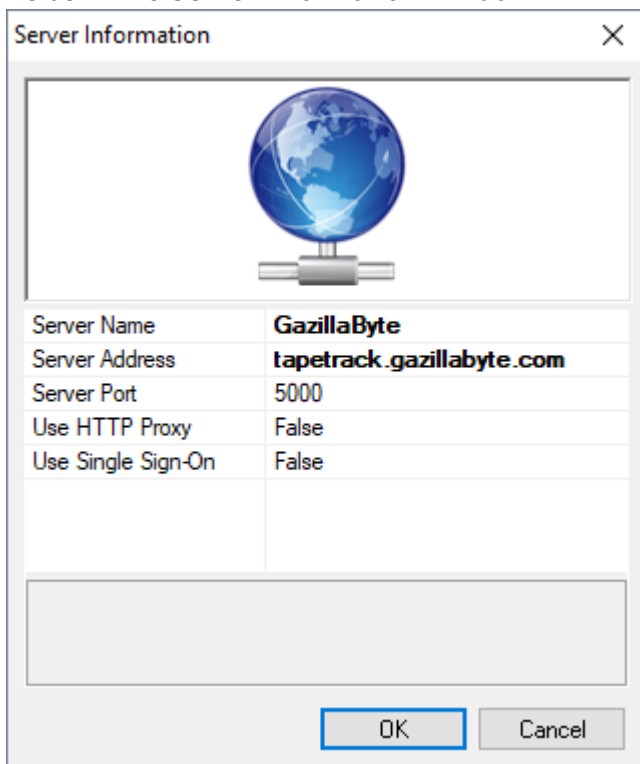 Server Information
Server Name GazillaByte
Server Address tapetrack.gazillabyte.com
Server Port 5000
Use HTTP Proxy False
Use Single Sign-On False
OK Cancel